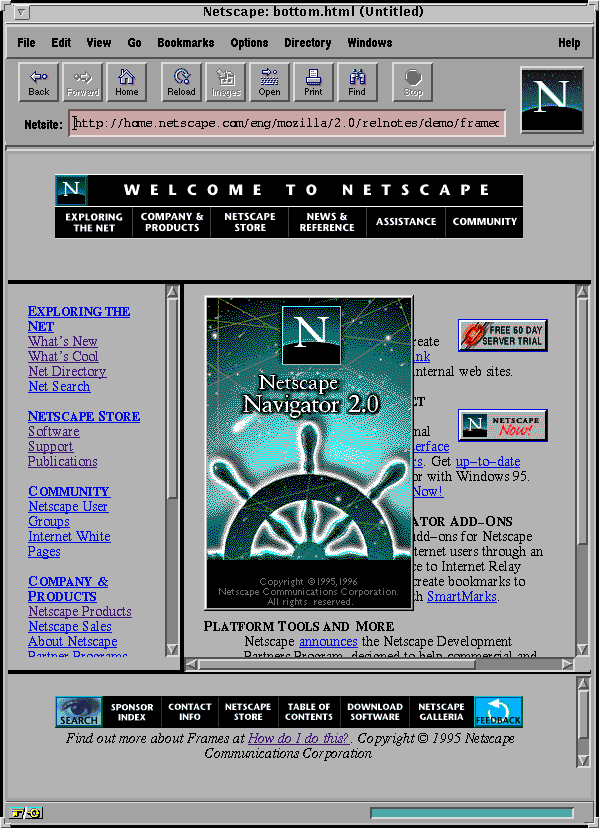 Netscape: bottom.html (Untitled)
File Edit View Go Bookmarks Options Directory Windows Help
Back Forward Home Reload Images Open Print Find Stop
N
Netsite: http://home.netscape.com/eng/mozilla/2.0/relnotes/demo/framec
N WELCOME TO NETSCAPE
EXPLORING THE NET
COMPANY & PRODUCTS
NETSCAPE STORE
NEWS & REFERENCE
ASSISTANCE
COMMUNITY
EXPLORING THE
NET
What's New
What's Cool
Net Directory
Net Search
NETSCAPE STORE
Software
Support
Publications
COMMUNITY
Netscape User
Groups
Internet White
Pages
COMPANY &
PRODUCTS
Netscape Products
Netscape Sales
About Netscape
Partner Programs
N
Netscape
Navigator 2.0
Copyright ©1995,1996
Netscape Communications Corporation.
All rights reserved.
reate
ink
nternal web sites.
FREE 60 DAY
SERVER TRIAL
ET
nal
erface
rs. Get up-to-date
or with Windows 95.
Now!
N NETSCAPE
Now!
ATOR ADD-ONS
add-ons for Netscape
ternet users through an
ce to Internet Relay
create bookmarks to
with SmartMarks.
PLATFORM TOOLS AND MORE
Netscape announces the Netscape Development
Partners Program, designed to help commercial and
SEARCH
SPONSOR INDEX
CONTACT INFO
NETSCAPE STORE
TABLE OF CONTENTS
DOWNLOAD SOFTWARE
NETSCAPE GALLERIA
FEEDBACK
Find out more about Frames at How do I do this?. Copyright © 1995 Netscape
Communications Corporation